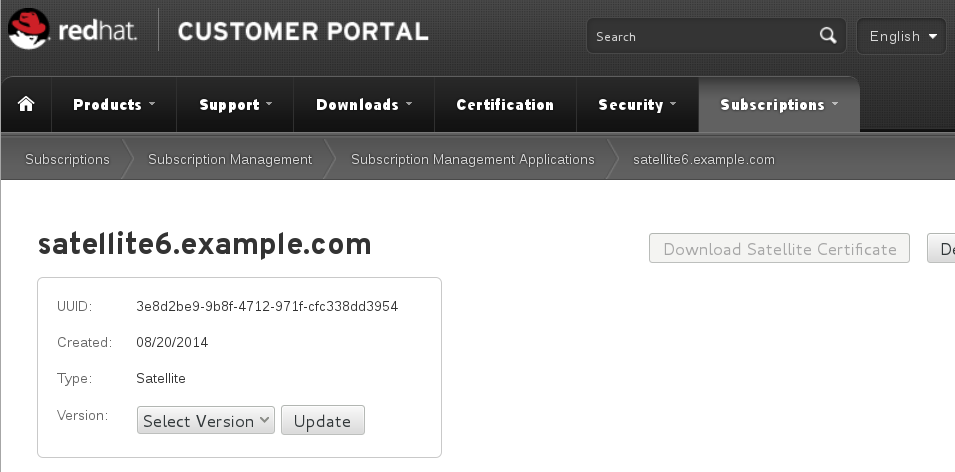 redhat. CUSTOMER PORTAL Search English
Products Support Downloads Certification Security Subscriptions
Subscriptions Subscription Management Subscription Management Applications satellite6.example.com
satellite6.example.com Download Satellite Certificate
UUID: 3e8d2be9-9b8f-4712-971f-cfc338dd3954
Created: 08/20/2014
Type: Satellite
Version: Select Version Update